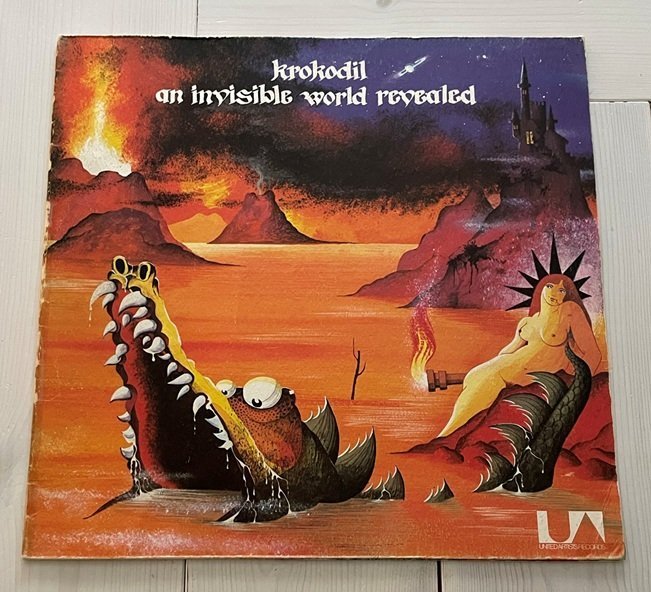 krokodil
an invisible world revealed
UA
UNITED ARTISTS RECORDS